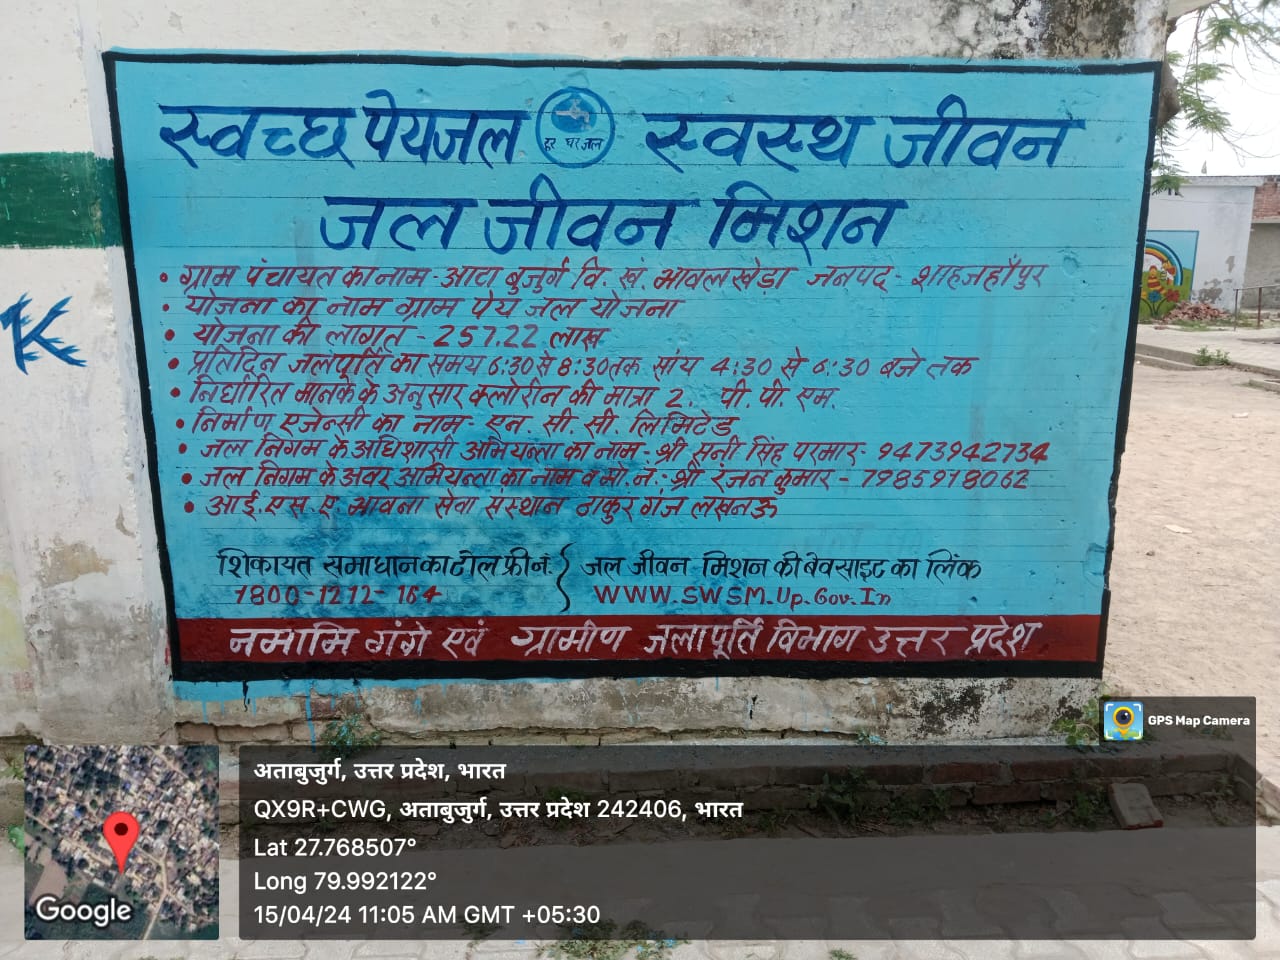 स्वच्छ पेयजल हर घर जल स्वस्थ जीवन
जल जीवन मिशन
• ग्राम पंचायत का नाम - आटा बुजुर्ग वि. खं. भावलखेड़ा जनपद - शाहजहाँपुर
• योजना का नाम ग्राम पेय जल योजना
• योजना की लागत - 257.22 लाख
• प्रतिदिन जलपूर्ति का समय 6:30 से 8:30 तक सांय 4:30 से 6:30 बजे तक
• निर्धारित मानक के अनुसार क्लोरीन की मात्रा 2. पी. पी. एम.
• निर्माण एजेन्सी का नाम - एन. सी. सी. लिमिटेड
• जल निगम के अधिशासी अभियन्ता का नाम - श्री सनी सिंह परमार - 9473942734
• जल निगम के अवर अभियन्ता का नाम व मो. नं. - श्री रंजन कुमार - 7985918062
• आई. एस. ए. भावना सेवा संस्थान ठाकुर गंज लखनऊ
शिकायत समाधान का टोल फ्री नं.
1800-1212-164
जल जीवन मिशन की बेवसाइट का लिंक
WWW.SWSM.Up.Gov.In
नमामि गंगे एवं ग्रामीण जलापूर्ति विभाग उत्तर प्रदेश
K
GPS Map Camera
अताबुजुर्ग, उत्तर प्रदेश, भारत
QX9R+CWG, अताबुजुर्ग, उत्तर प्रदेश 242406, भारत
Lat 27.768507°
Long 79.992122°
15/04/24 11:05 AM GMT +05:30
Google